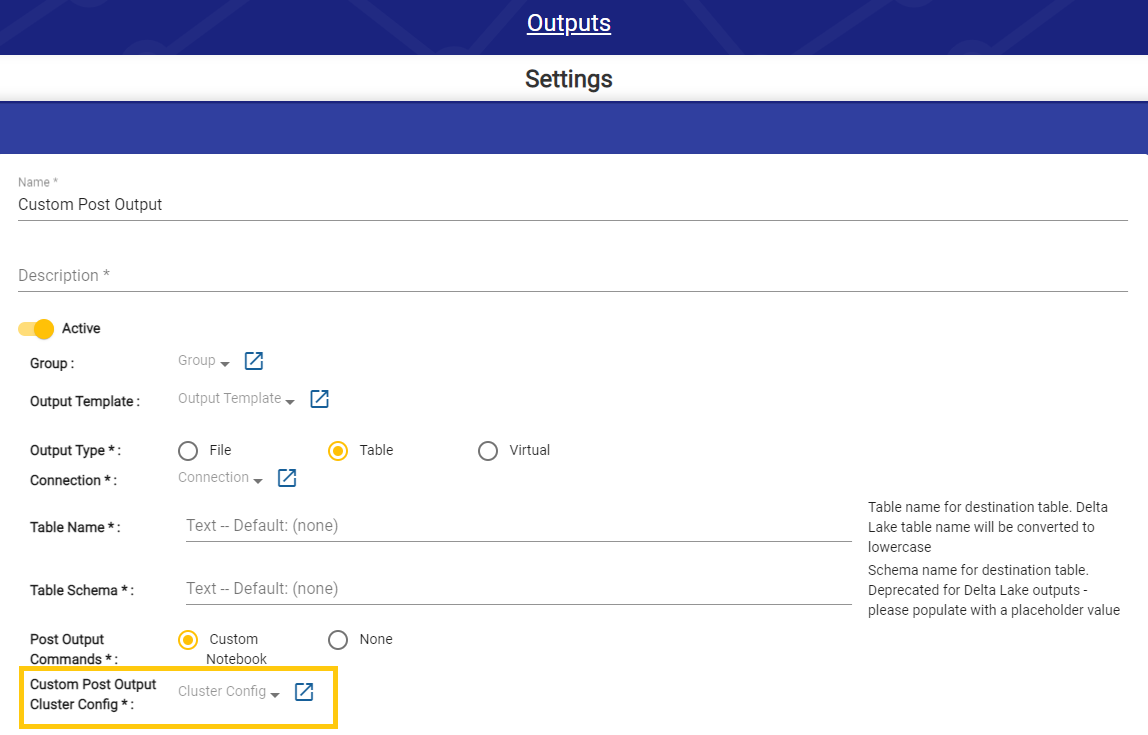 Outputs
Settings
Name *
Custom Post Output
Description *
Active
Group :
Group
Output Template :
Output Template
Output Type * :
File
Table
Virtual
Connection * :
Connection
Table Name * :
Text -- Default: (none)
Table name for destination table. Delta
Lake table name will be converted to
lowercase
Table Schema * :
Text -- Default: (none)
Schema name for destination table.
Deprecated for Delta Lake outputs -
please populate with a placeholder value
Post Output
Commands * :
Custom
Notebook
None
Custom Post Output
Cluster Config * :
Cluster Config